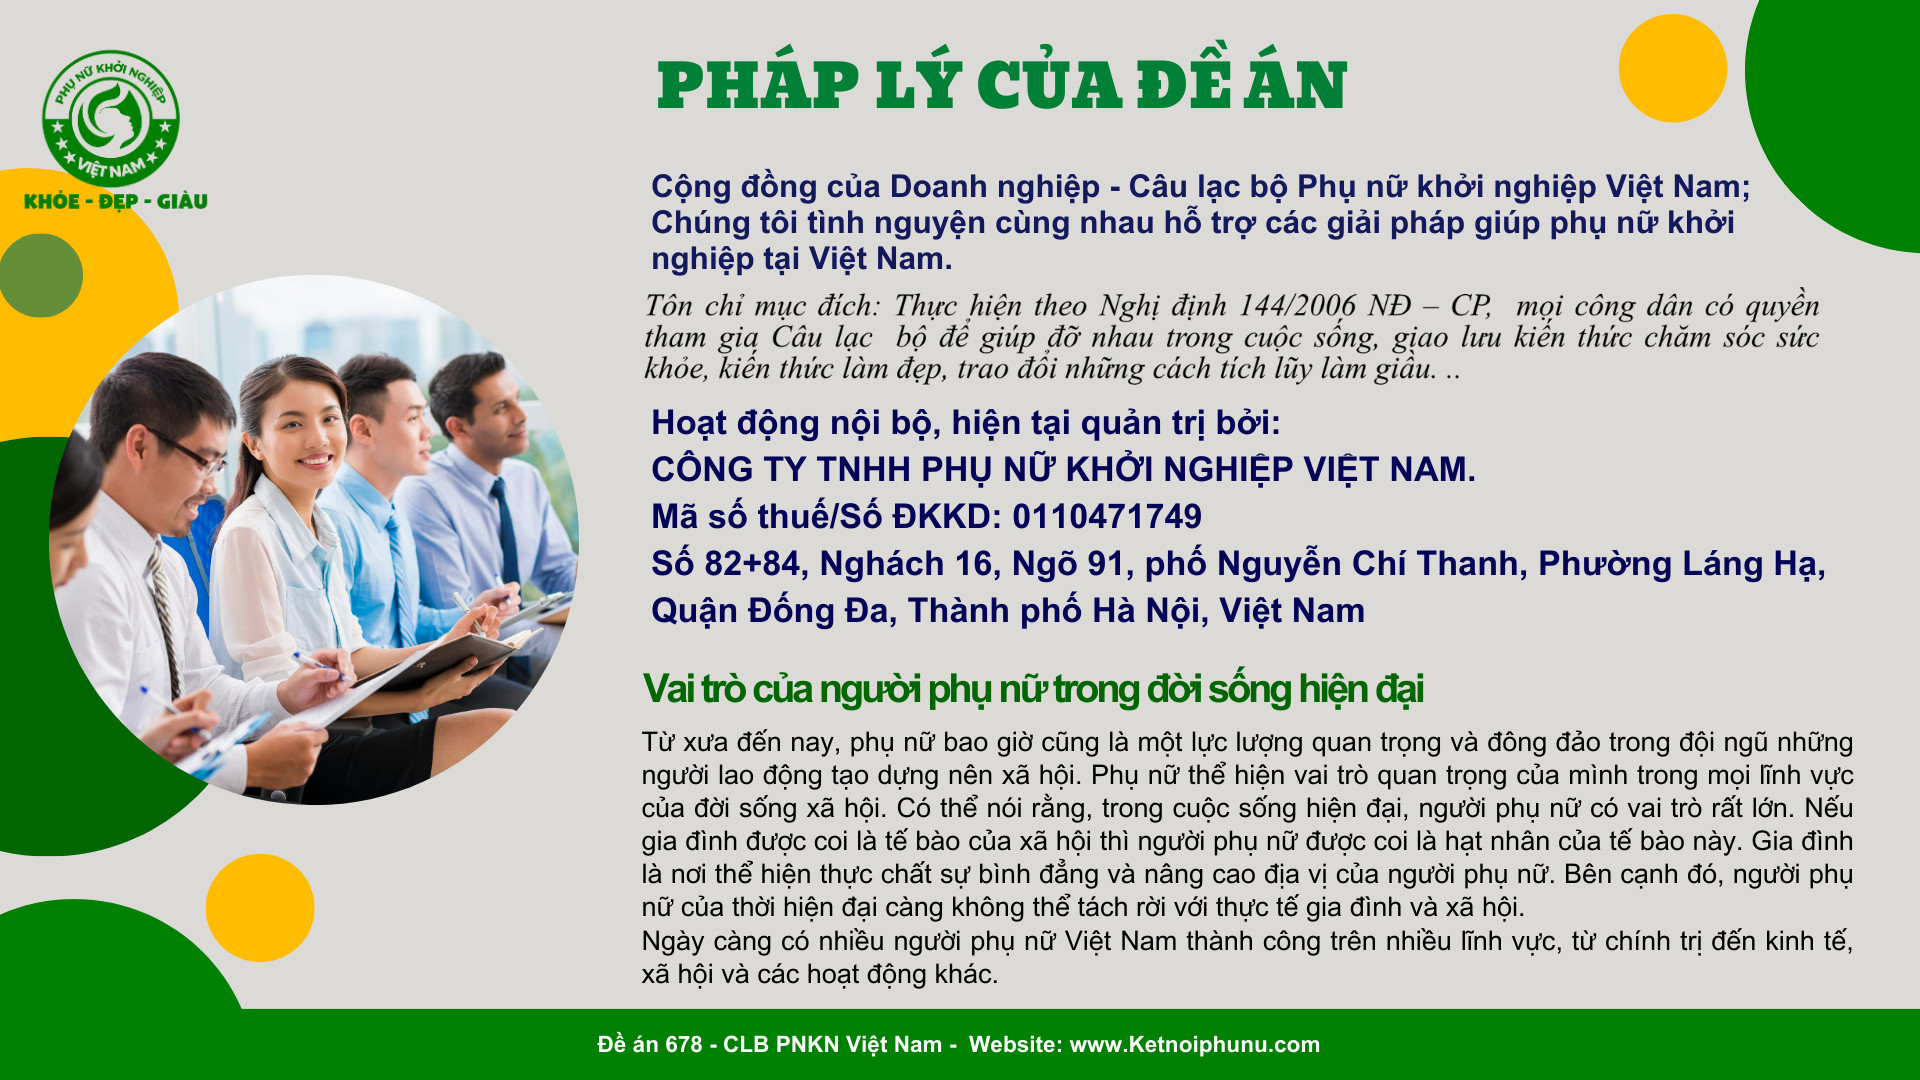 PHỤ NỮ KHỞI NGHIỆP
VIỆT NAM
KHỎE - ĐẸP - GIÀU
PHÁP LÝ CỦA ĐỀ ÁN
Cộng đồng của Doanh nghiệp - Câu lạc bộ Phụ nữ khởi nghiệp Việt Nam;
Chúng tôi tình nguyện cùng nhau hỗ trợ các giải pháp giúp phụ nữ khởi
nghiệp tại Việt Nam.
Tôn chỉ mục đích: Thực hiện theo Nghị định 144/2006 NĐ – CP, mọi công dân có quyền
tham gia Câu lạc bộ để giúp đỡ nhau trong cuộc sống, giao lưu kiến thức chăm sóc sức
khỏe, kiến thức làm đẹp, trao đổi những cách tích lũy làm giầu. ..
Hoạt động nội bộ, hiện tại quản trị bởi:
CÔNG TY TNHH PHỤ NỮ KHỞI NGHIỆP VIỆT NAM.
Mã số thuế/Số ĐKKD: 0110471749
Số 82+84, Nghách 16, Ngõ 91, phố Nguyễn Chí Thanh, Phường Láng Hạ,
Quận Đống Đa, Thành phố Hà Nội, Việt Nam
Vai trò của người phụ nữ trong đời sống hiện đại
Từ xưa đến nay, phụ nữ bao giờ cũng là một lực lượng quan trọng và đông đảo trong đội ngũ những
người lao động tạo dựng nên xã hội. Phụ nữ thể hiện vai trò quan trọng của mình trong mọi lĩnh vực
của đời sống xã hội. Có thể nói rằng, trong cuộc sống hiện đại, người phụ nữ có vai trò rất lớn. Nếu
gia đình được coi là tế bào của xã hội thì người phụ nữ được coi là hạt nhân của tế bào này. Gia đình
là nơi thể hiện thực chất sự bình đẳng và nâng cao địa vị của người phụ nữ. Bên cạnh đó, người phụ
nữ của thời hiện đại càng không thể tách rời với thực tế gia đình và xã hội.
Ngày càng có nhiều người phụ nữ Việt Nam thành công trên nhiều lĩnh vực, từ chính trị đến kinh tế,
xã hội và các hoạt động khác.
Đề án 678 - CLB PNKN Việt Nam - Website: www.Ketnoiphunu.com